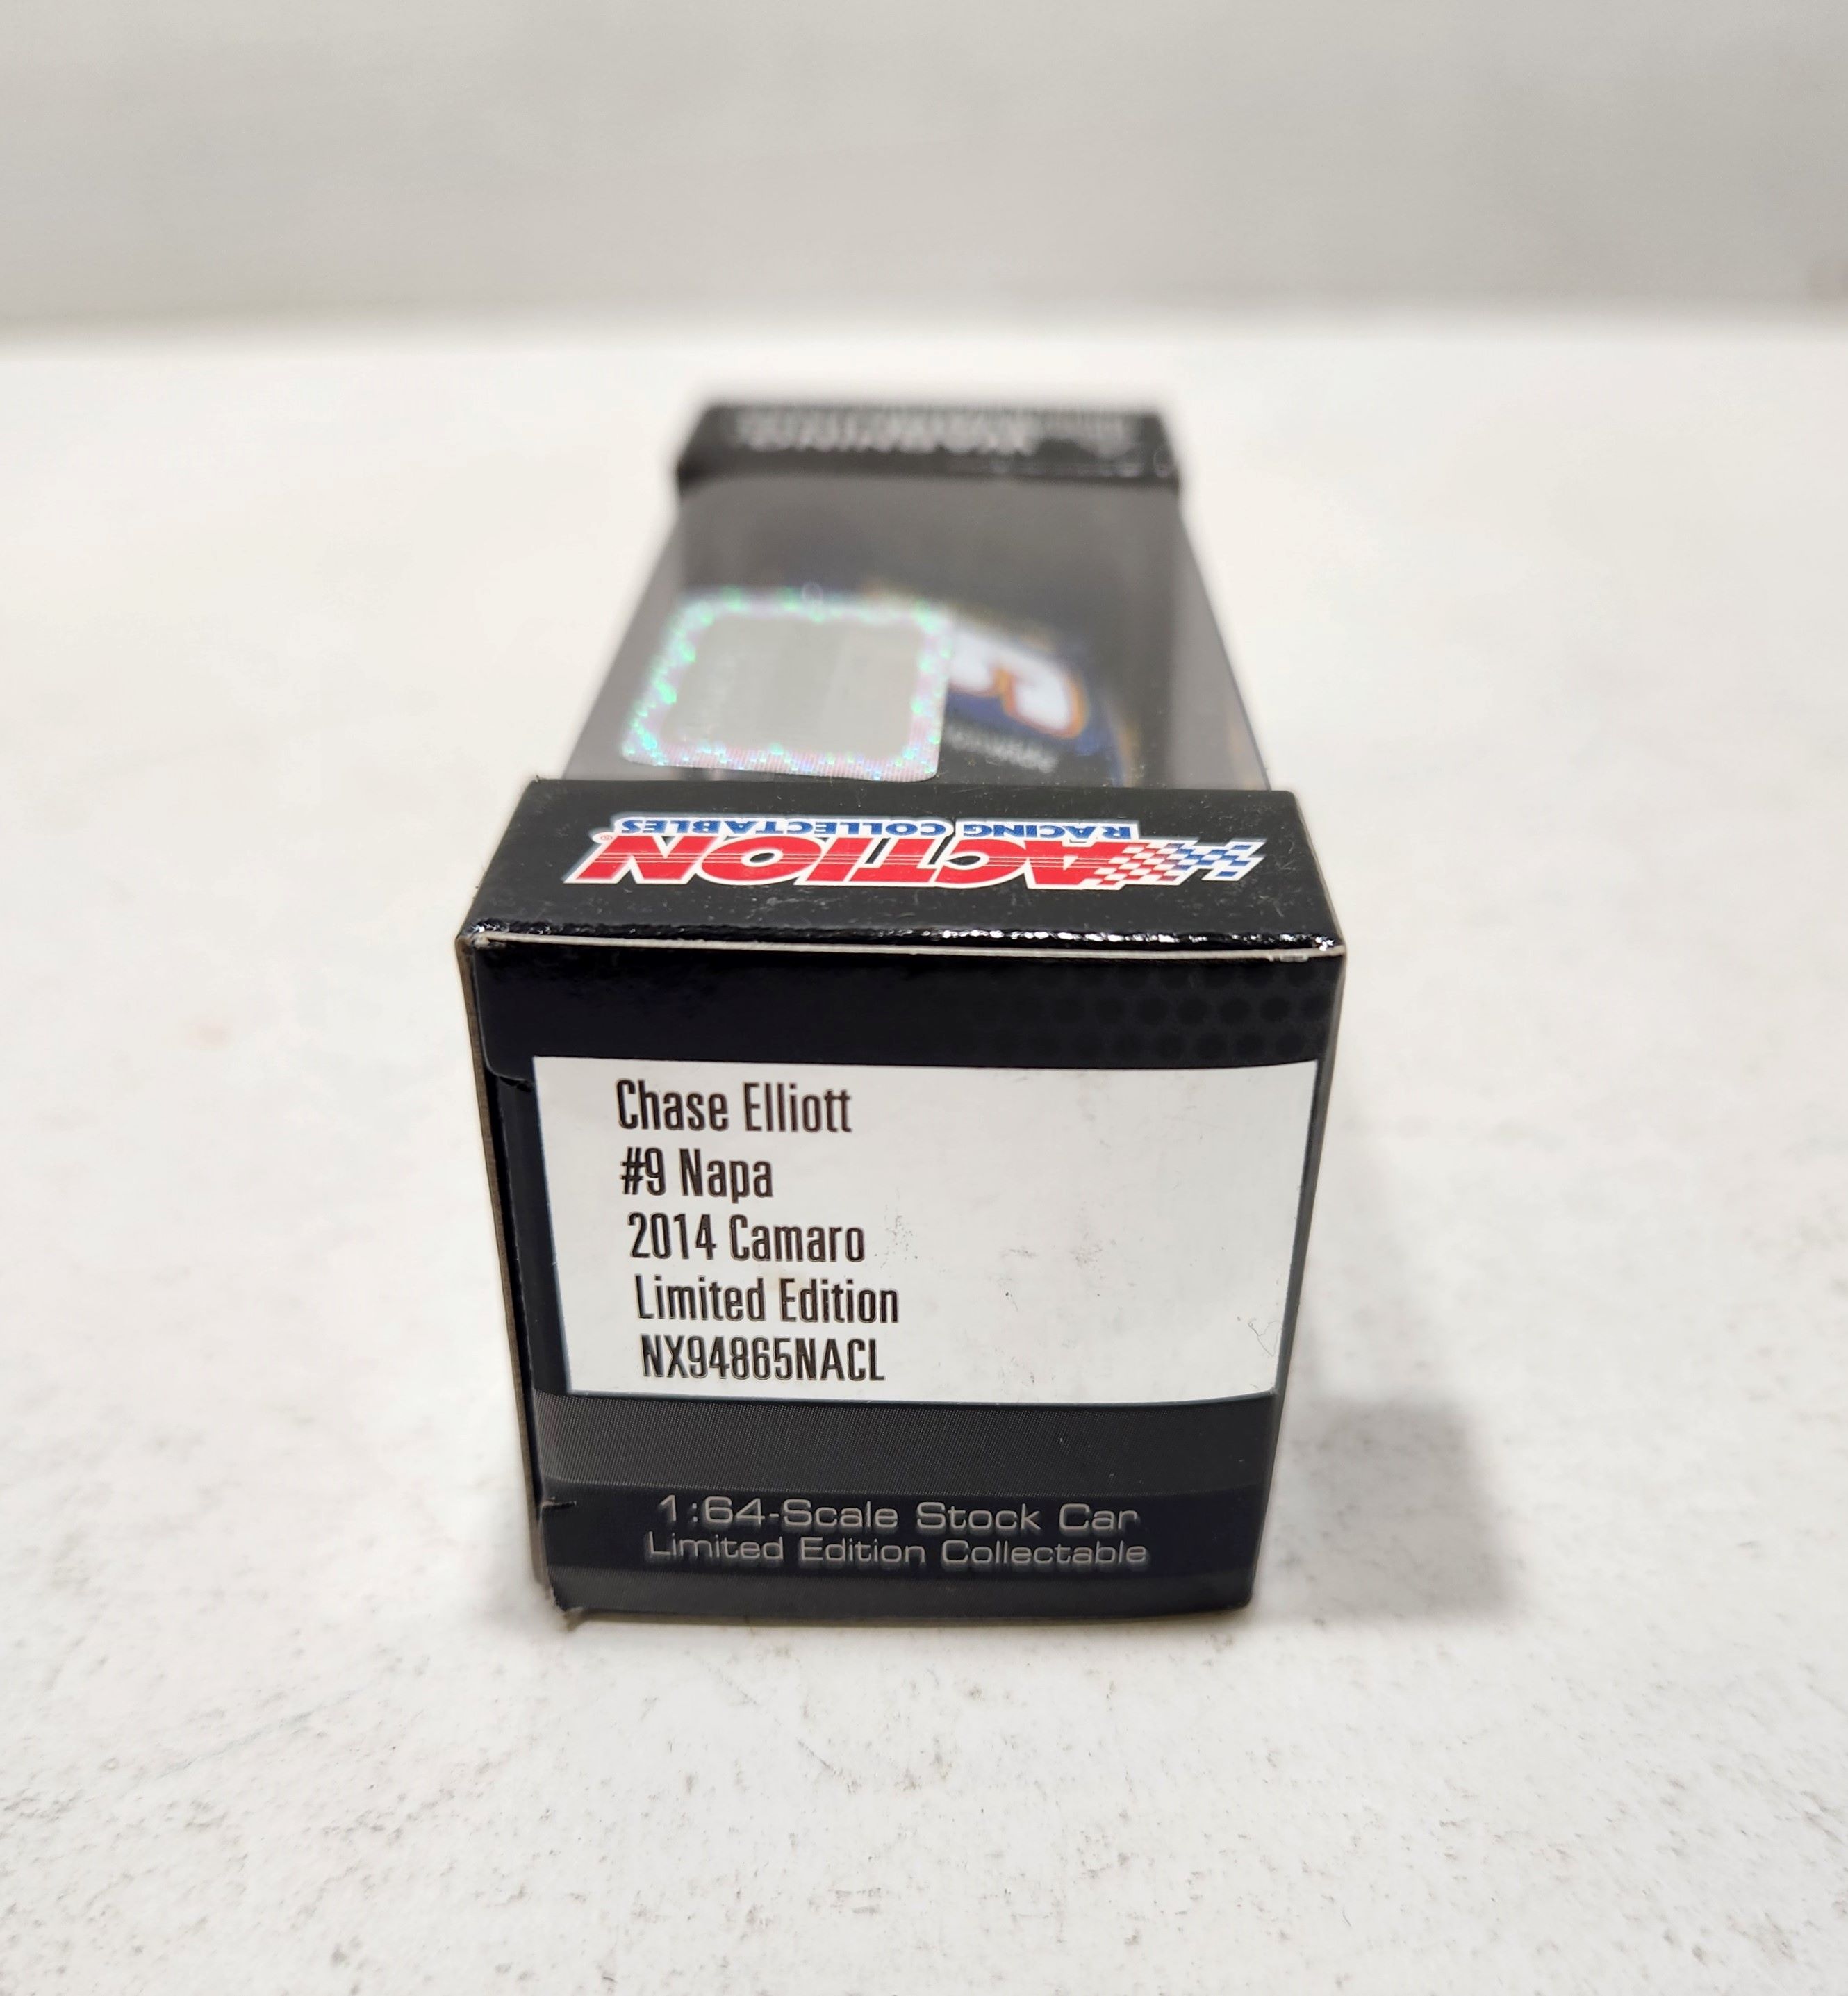 WARNING
ACTION
RACING COLLECTABLES
Chase Elliott
#9 Napa
2014 Camaro
Limited Edition
NX94865NACL
1:64-Scale Stock Car
Limited Edition Collectable